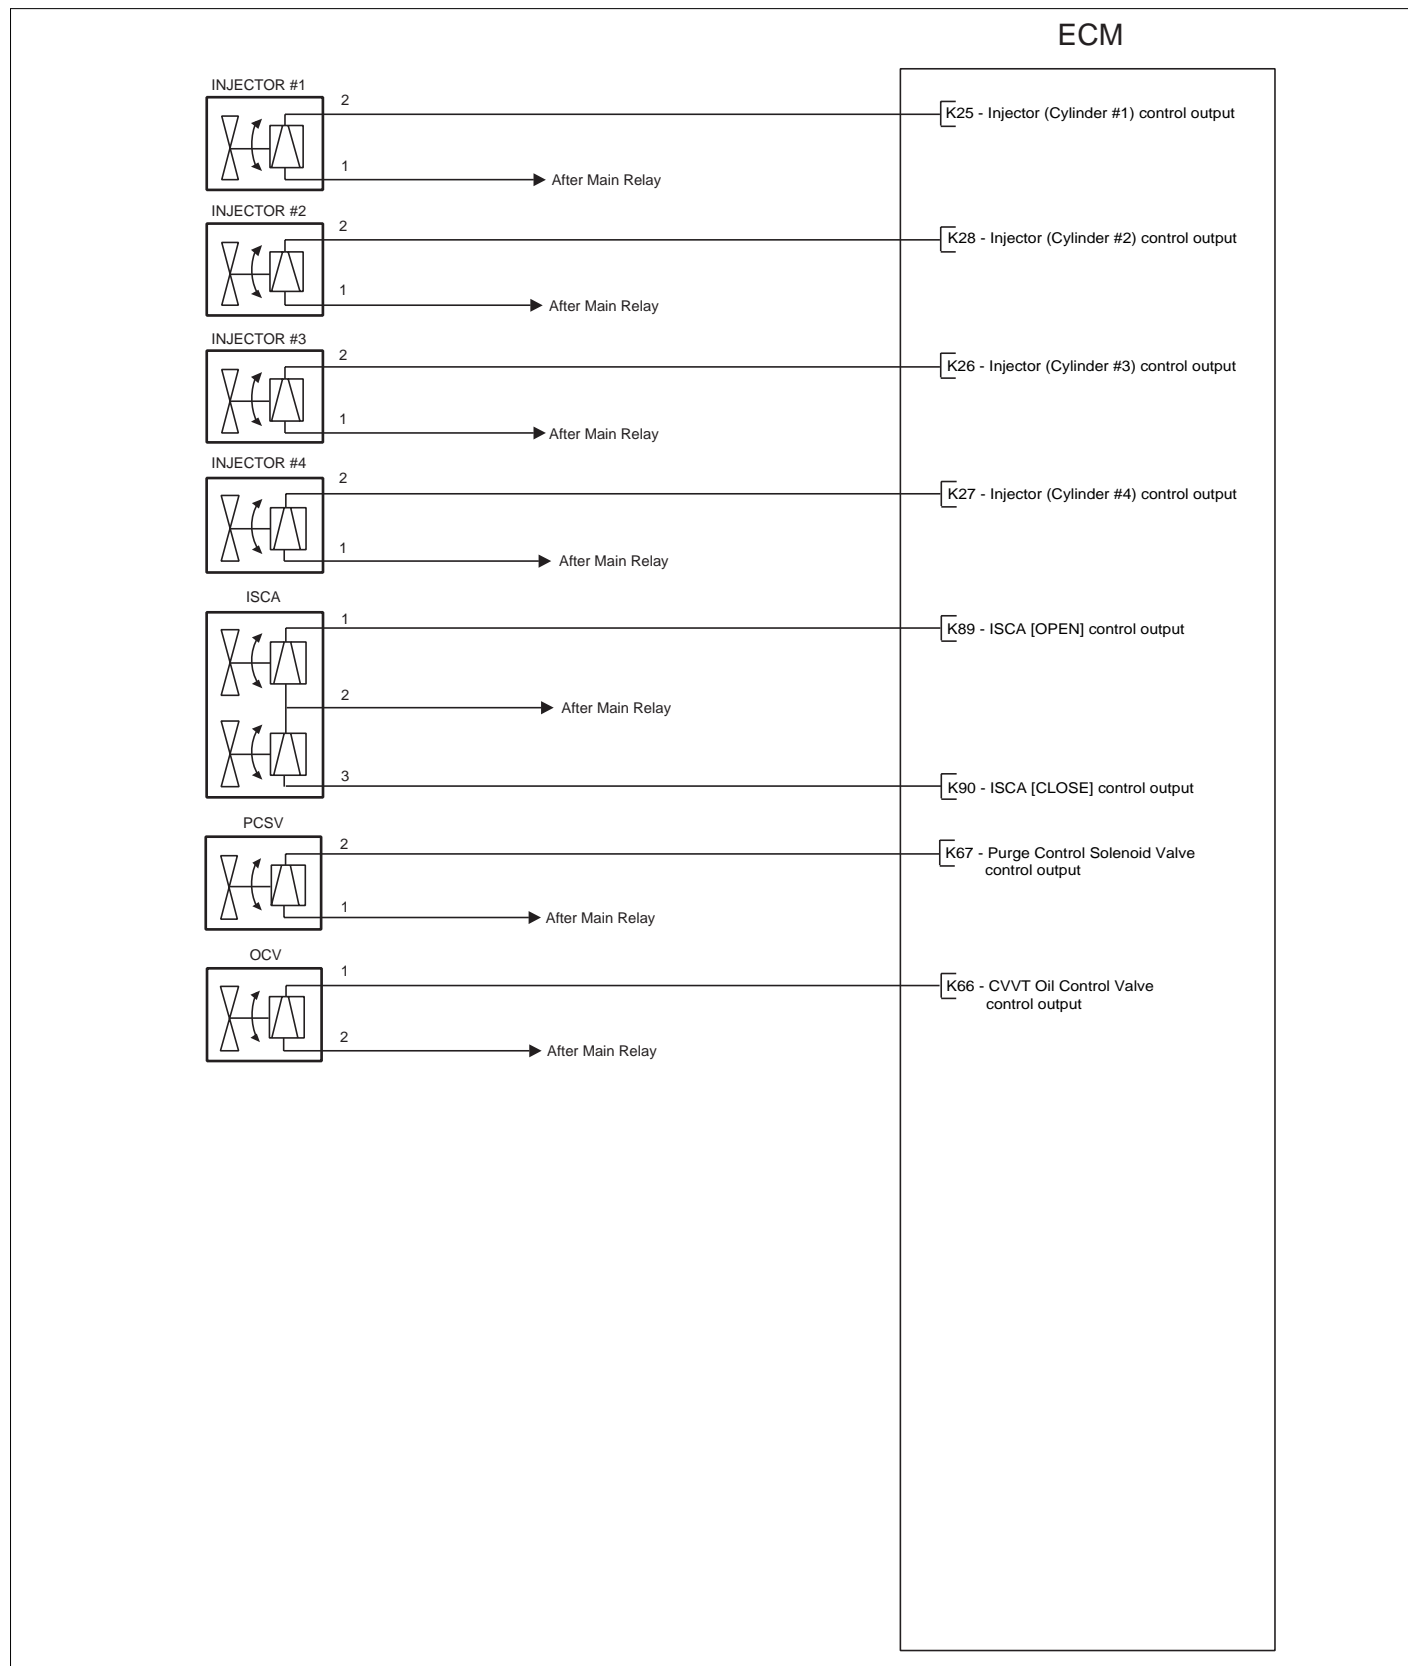 ECM
INJECTOR #1
2
K25 - Injector (Cylinder #1) control output
1
After Main Relay
INJECTOR #2
2
K28 - Injector (Cylinder #2) control output
1
After Main Relay
INJECTOR #3
2
K26 - Injector (Cylinder #3) control output
1
After Main Relay
INJECTOR #4
2
K27 - Injector (Cylinder #4) control output
1
After Main Relay
ISCA
1
K89 - ISCA [OPEN] control output
2
After Main Relay
3
K90 - ISCA [CLOSE] control output
PCSV
2
K67 - Purge Control Solenoid Valve
control output
1
After Main Relay
OCV
1
K66 - CVVT Oil Control Valve
control output
2
After Main Relay